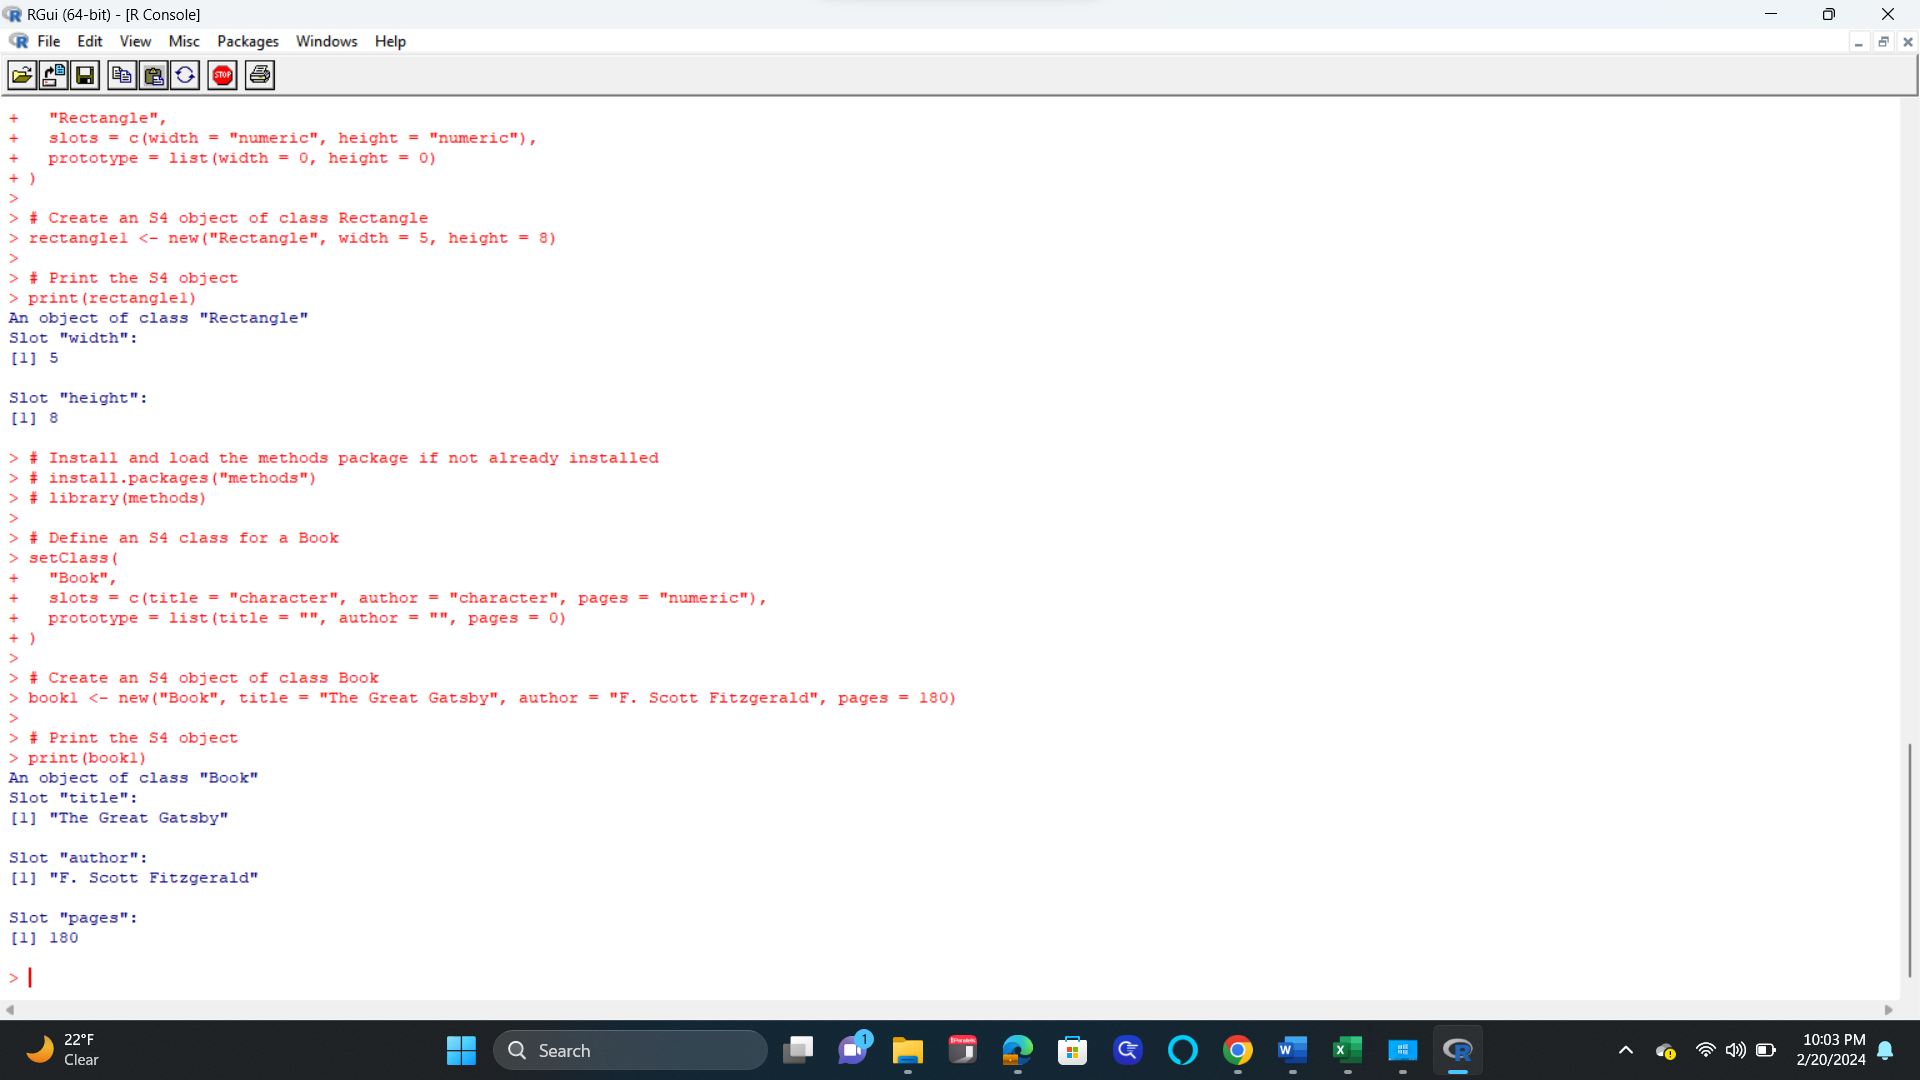 RGui (64-bit) - [R Console]
File Edit View Misc Packages Windows Help
STOP
+   "Rectangle",
+   slots = c(width = "numeric", height = "numeric"),
+   prototype = list(width = 0, height = 0)
+ )
>
> # Create an S4 object of class Rectangle
> rectangle1 <- new("Rectangle", width = 5, height = 8)
>
> # Print the S4 object
> print(rectangle1)
An object of class "Rectangle"
Slot "width":
[1] 5
Slot "height":
[1] 8
> # Install and load the methods package if not already installed
> # install.packages("methods")
> # library(methods)
>
> # Define an S4 class for a Book
> setClass(
+   "Book",
+   slots = c(title = "character", author = "character", pages = "numeric"),
+   prototype = list(title = "", author = "", pages = 0)
+ )
>
> # Create an S4 object of class Book
> book1 <- new("Book", title = "The Great Gatsby", author = "F. Scott Fitzgerald", pages = 180)
>
> # Print the S4 object
> print(book1)
An object of class "Book"
Slot "title":
[1] "The Great Gatsby"
Slot "author":
[1] "F. Scott Fitzgerald"
Slot "pages":
[1] 180
>
22°F
Clear
Search
1
10:03 PM
2/20/2024